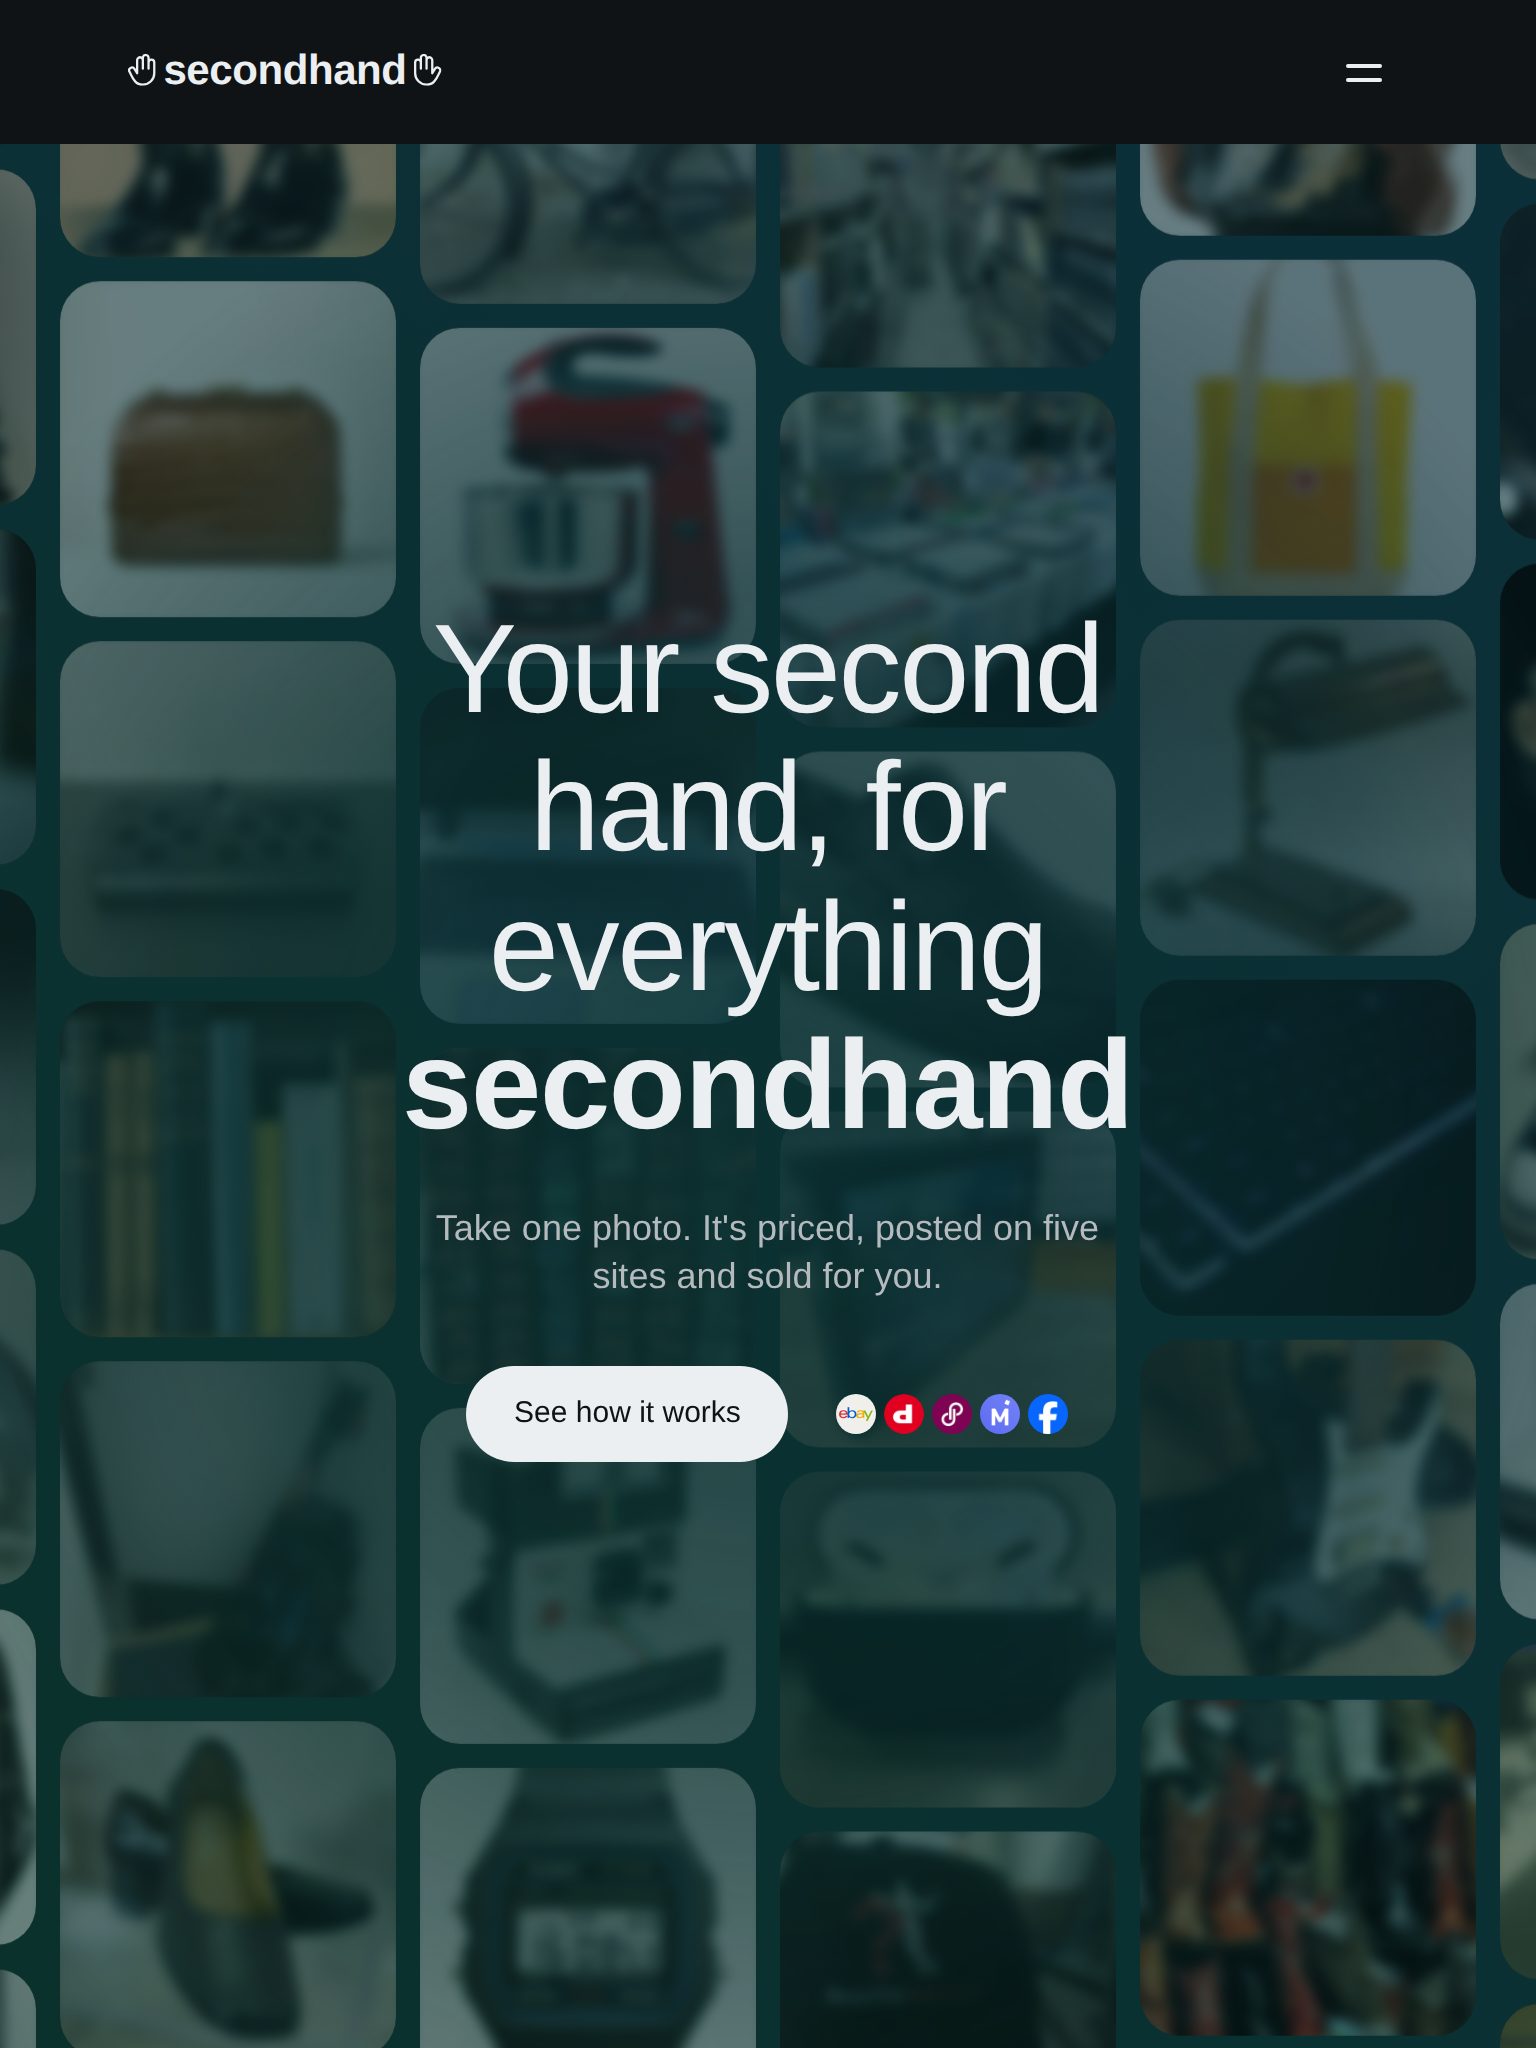 secondhand
Your second
hand, for
everything
secondhand
Take one photo. It's priced, posted on five
sites and sold for you.
See how it works
ebay